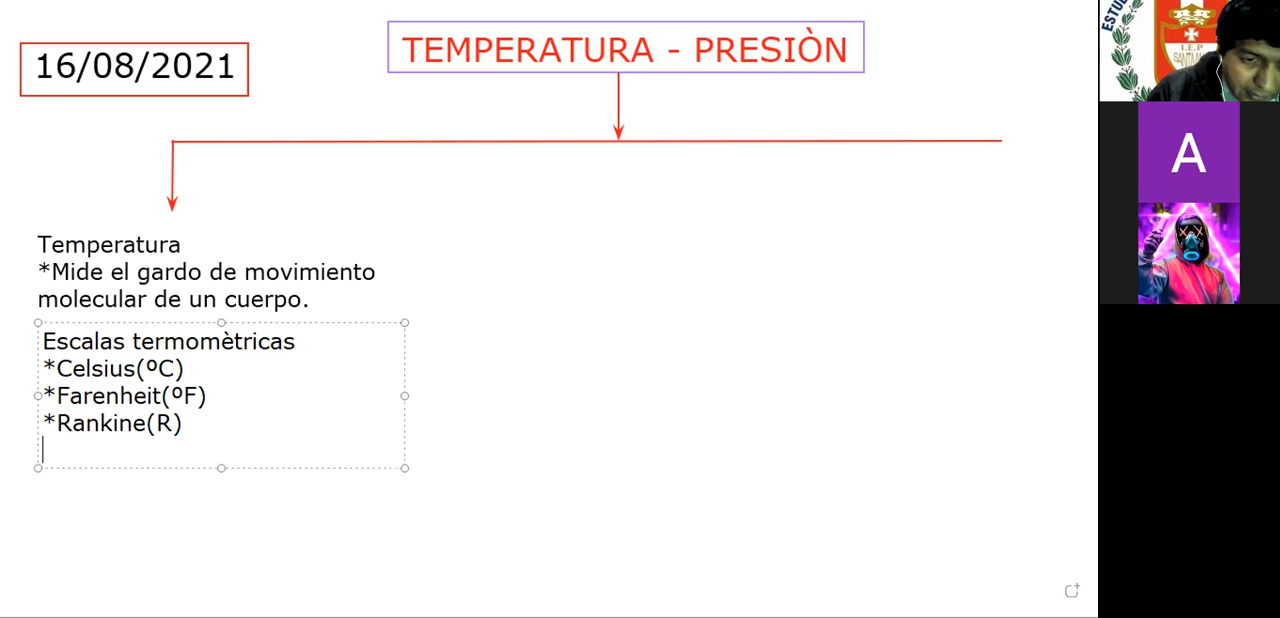 16/08/2021
TEMPERATURA - PRESIÒN
Temperatura
*Mide el gardo de movimiento
molecular de un cuerpo.
Escalas termomètricas
*Celsius(ºC)
*Farenheit(ºF)
*Rankine(R)
ESTU
I.E.P
A